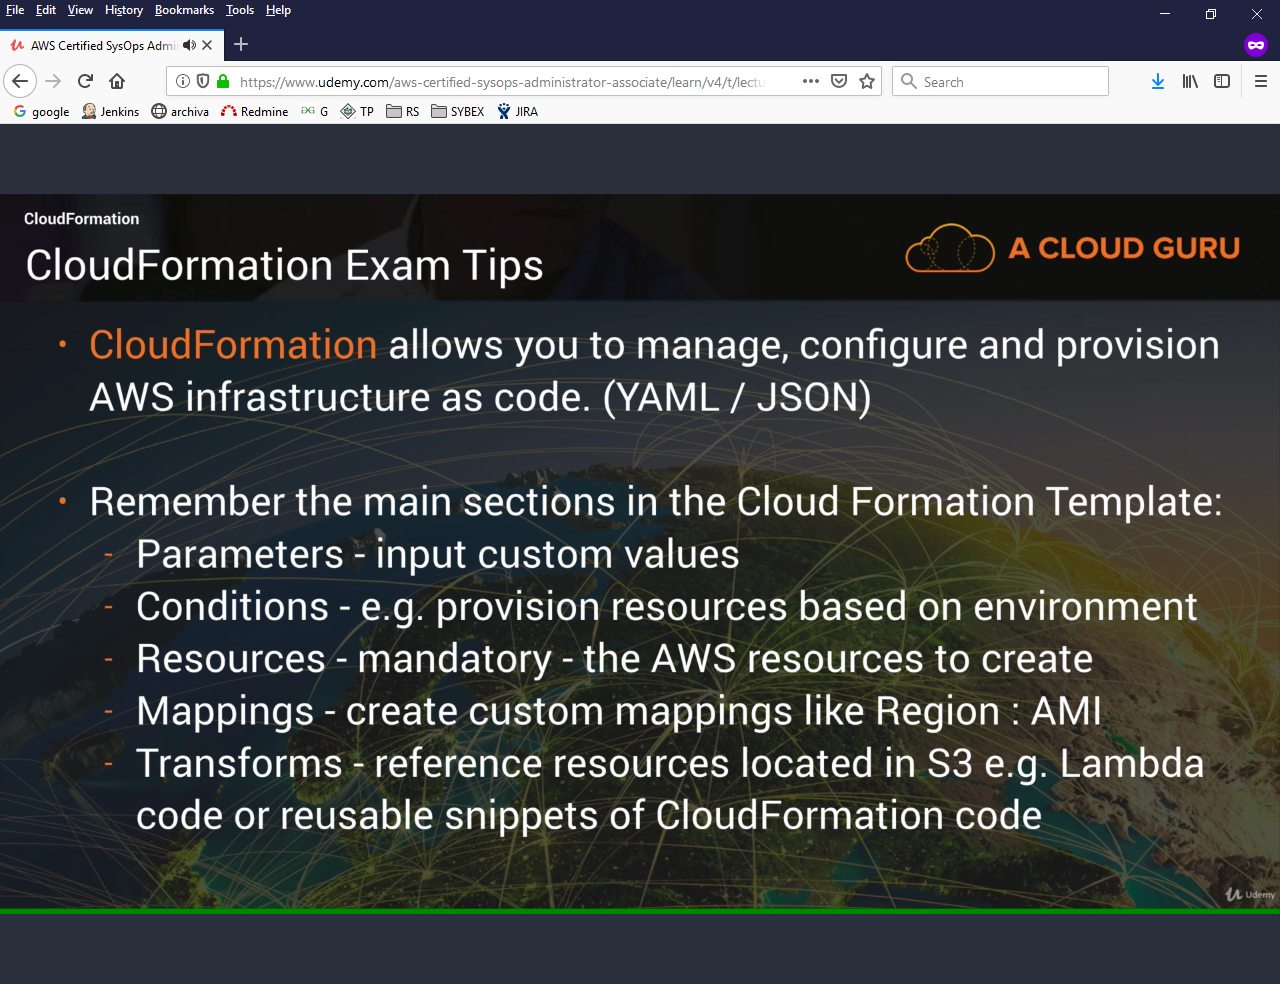 File Edit View History Bookmarks Tools Help
AWS Certified SysOps Admi
https://www.udemy.com/aws-certified-sysops-administrator-associate/learn/v4/t/lectu
Search
google Jenkins archiva Redmine G TP RS SYBEX JIRA
CloudFormation
CloudFormation Exam Tips
A CLOUD GURU
• CloudFormation allows you to manage, configure and provision
AWS infrastructure as code. (YAML / JSON)
• Remember the main sections in the Cloud Formation Template:
- Parameters - input custom values
- Conditions - e.g. provision resources based on environment
- Resources - mandatory - the AWS resources to create
- Mappings - create custom mappings like Region : AMI
- Transforms - reference resources located in S3 e.g. Lambda
code or reusable snippets of CloudFormation code
Udemy